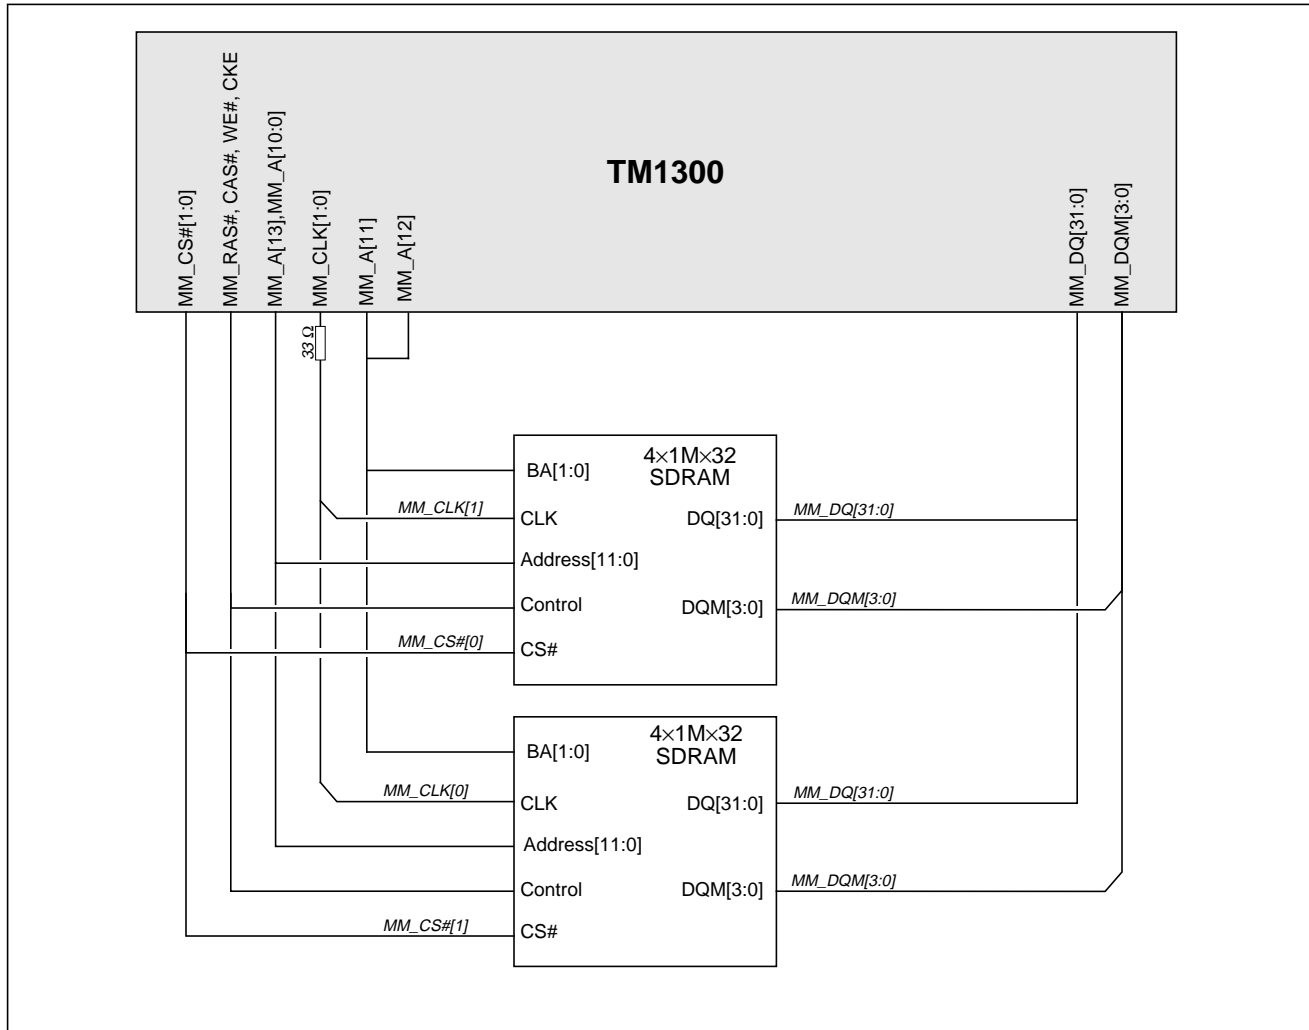 TM1300
MM_CS#[1:0]
MM_RAS#, CAS#, WE#, CKE
MM_A[13],MM_A[10:0]
MM_CLK[1:0]
MM_A[11]
MM_A[12]
MM_DQ[31:0]
MM_DQM[3:0]
33 Ω
4×1M×32
SDRAM
BA[1:0]
MM_CLK[1]
CLK
DQ[31:0]
MM_DQ[31:0]
Address[11:0]
Control
DQM[3:0]
MM_DQM[3:0]
MM_CS#[0]
CS#
4×1M×32
SDRAM
BA[1:0]
MM_CLK[0]
CLK
DQ[31:0]
MM_DQ[31:0]
Address[11:0]
Control
DQM[3:0]
MM_DQM[3:0]
MM_CS#[1]
CS#